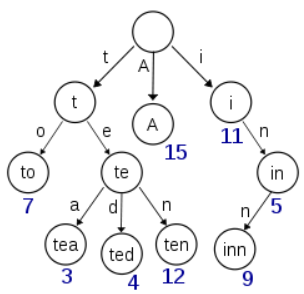 t A i
t A i
15 11
o e n
to te in
7 5
a d n n
tea ted ten inn
3 4 12 9